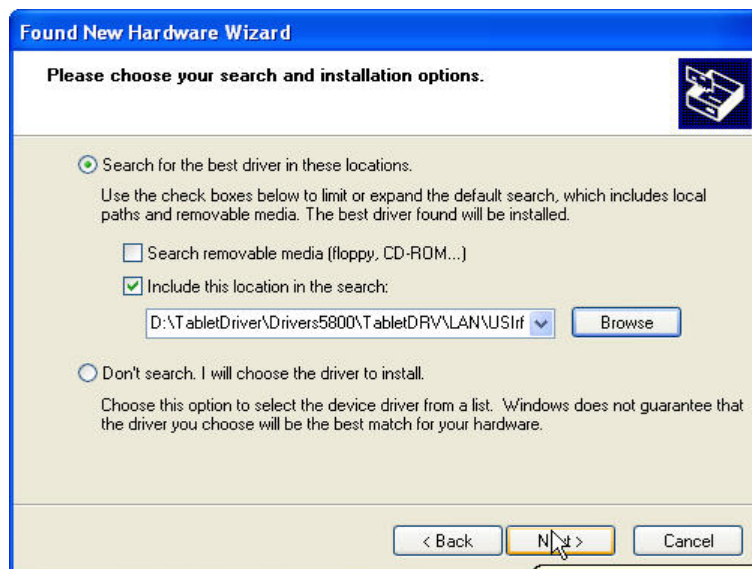 Found New Hardware Wizard
Please choose your search and installation options.
Search for the best driver in these locations.
Use the check boxes below to limit or expand the default search, which includes local
paths and removable media. The best driver found will be installed.
Search removable media (floppy, CD-ROM...)
Include this location in the search:
D:\TabletDriver\Drivers5800\TabletDRV\LAN\USIrf
Browse
Don't search. I will choose the driver to install.
Choose this option to select the device driver from a list. Windows does not guarantee that
the driver you choose will be the best match for your hardware.
< Back
Next >
Cancel